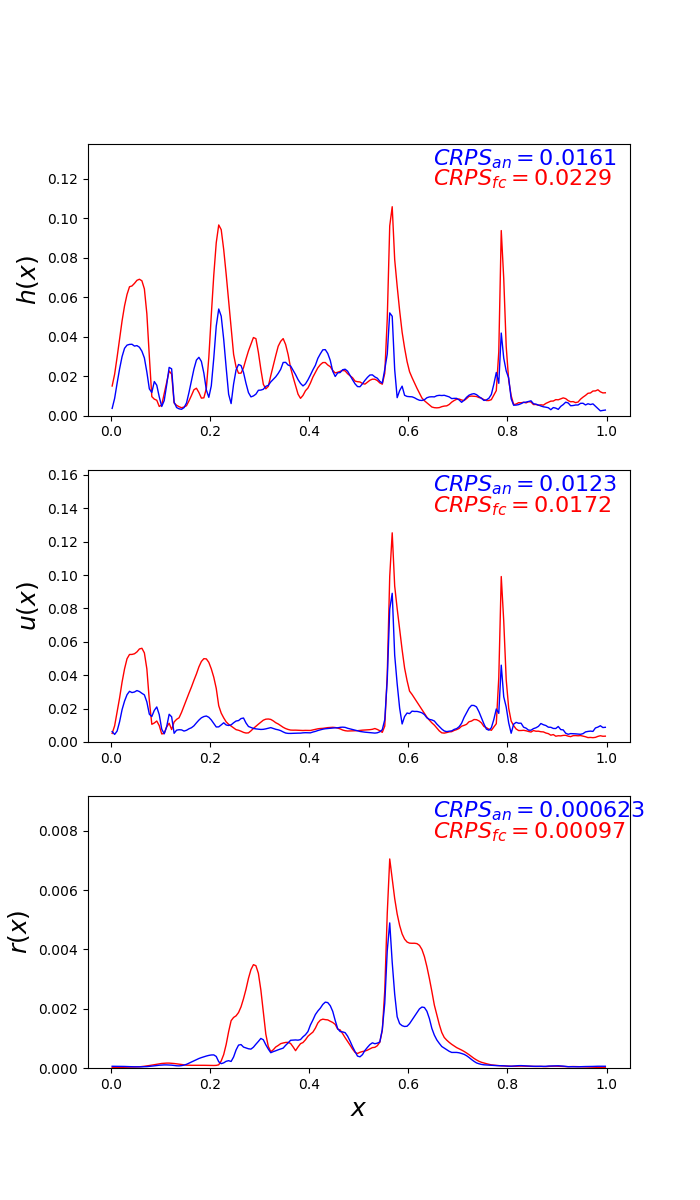 CRPS_an = 0.0161
CRPS_fc = 0.0229
h(x)
0.12
0.10
0.08
0.06
0.04
0.02
0.00
0.0 0.2 0.4 0.6 0.8 1.0
CRPS_an = 0.0123
CRPS_fc = 0.0172
u(x)
0.16
0.14
0.12
0.10
0.08
0.06
0.04
0.02
0.00
0.0 0.2 0.4 0.6 0.8 1.0
CRPS_an = 0.000623
CRPS_fc = 0.00097
r(x)
0.008
0.006
0.004
0.002
0.000
0.0 0.2 0.4 0.6 0.8 1.0
x